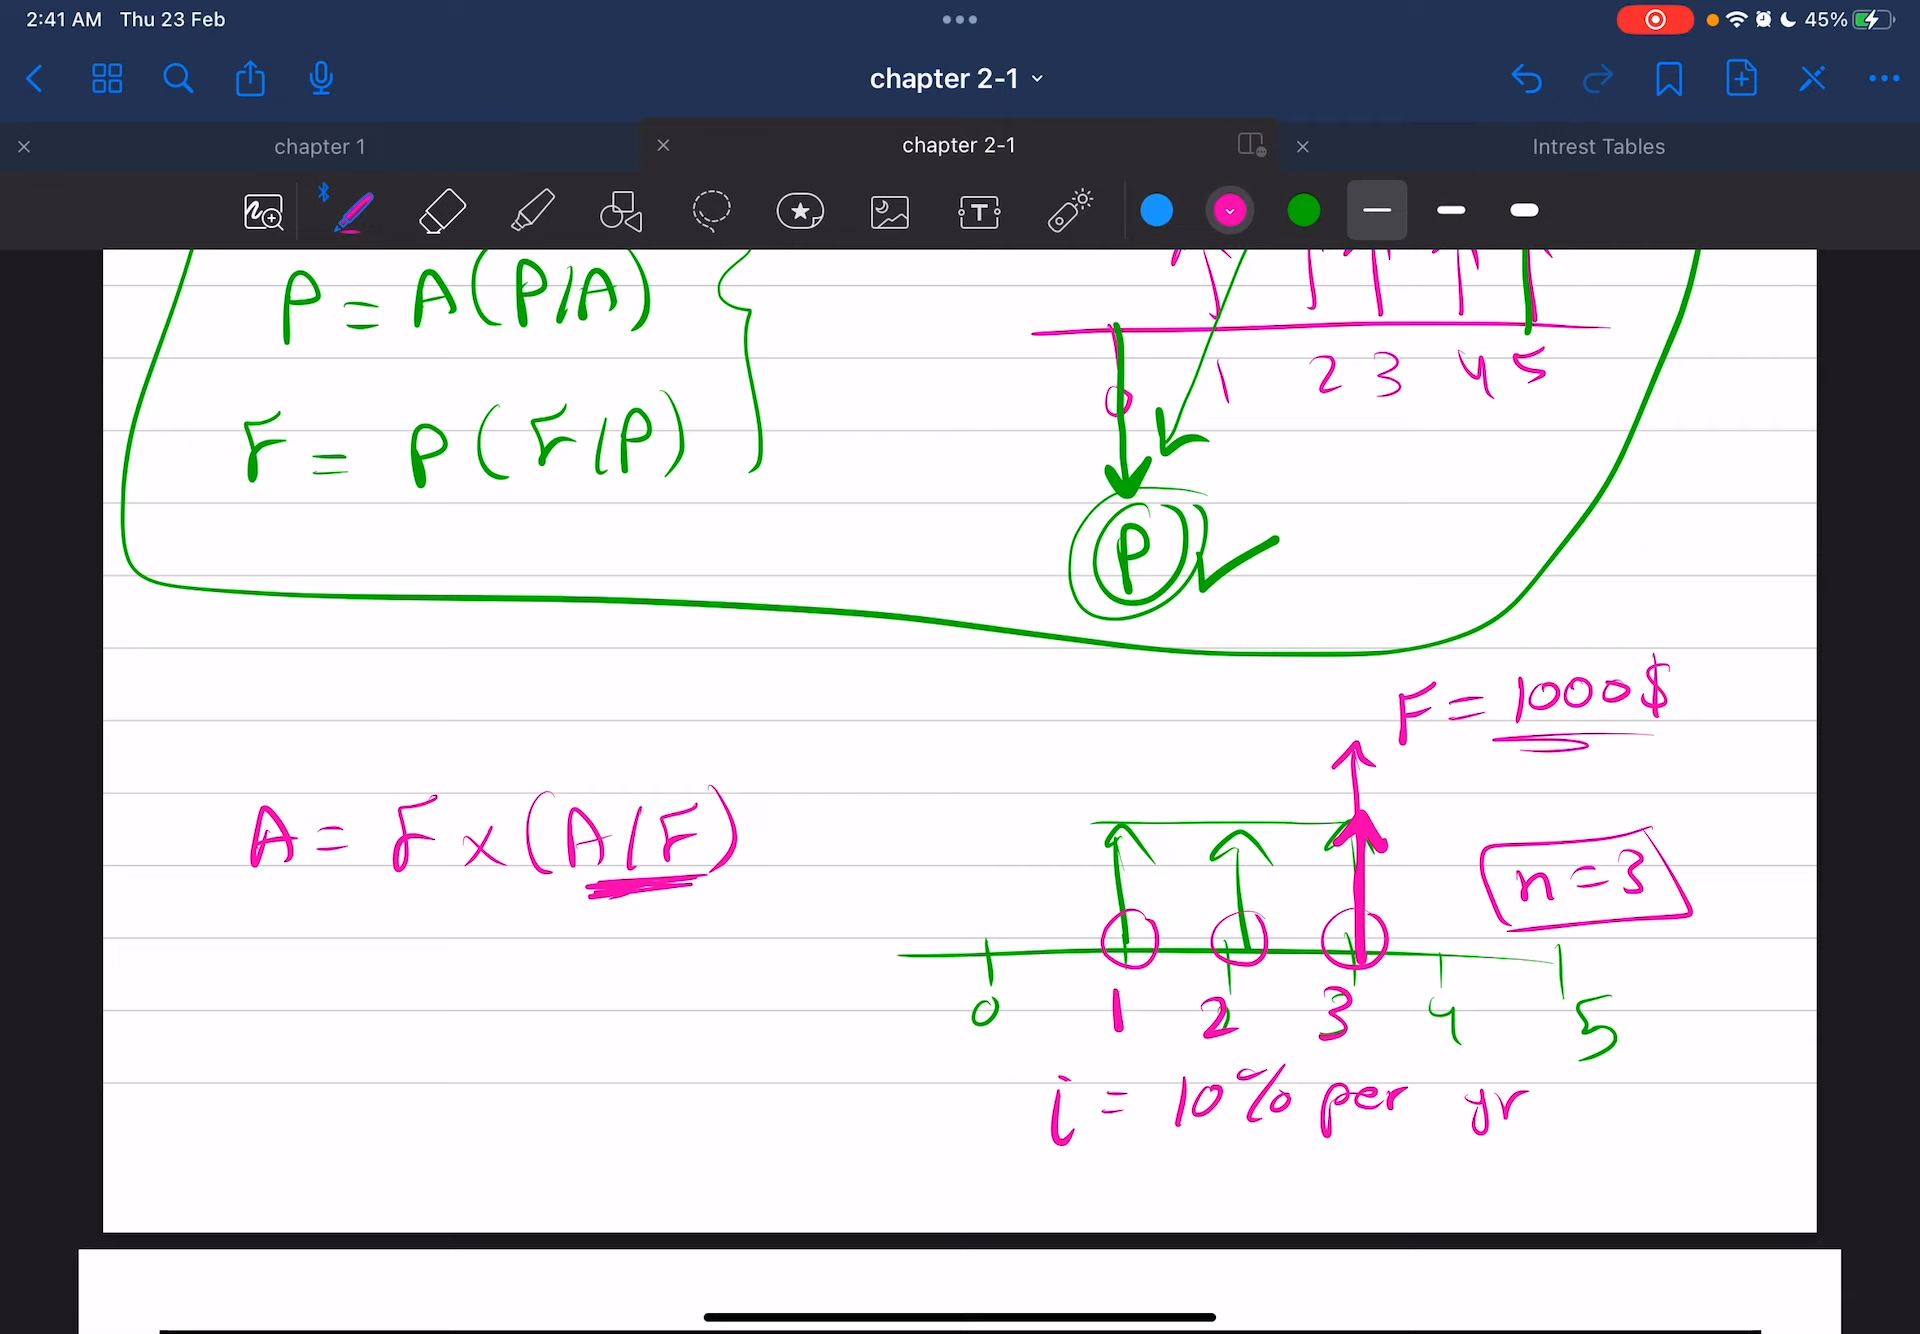 2:41 AM Thu 23 Feb
45%
chapter 2-1
chapter 1
chapter 2-1
Intrest Tables
T
P = A(P/A)
0 1 2 3 4 5
F = P(F/P)
P
F = 1000$
A = F x (A/F)
n = 3
0 1 2 3 4 5
i = 10% per yr